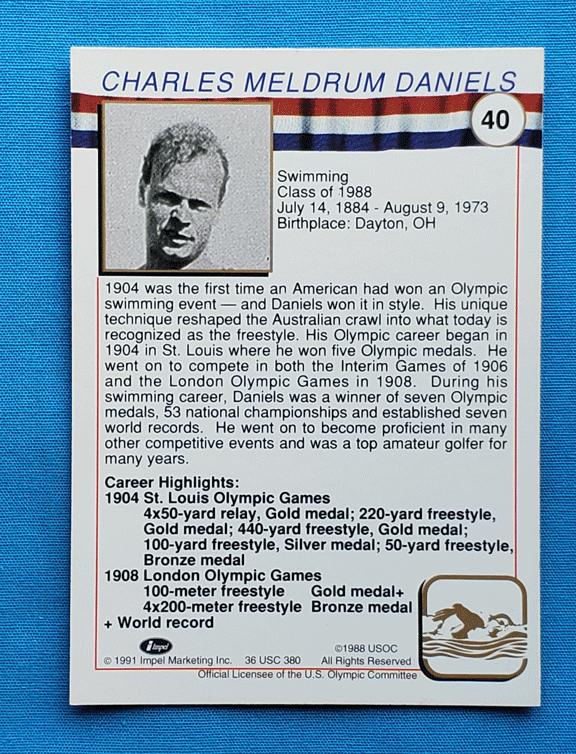 CHARLES MELDRUM DANIELS
40
Swimming
Class of 1988
July 14, 1884 - August 9, 1973
Birthplace: Dayton, OH
1904 was the first time an American had won an Olympic
swimming event — and Daniels won it in style. His unique
technique reshaped the Australian crawl into what today is
recognized as the freestyle. His Olympic career began in
1904 in St. Louis where he won five Olympic medals. He
went on to compete in both the Interim Games of 1906
and the London Olympic Games in 1908. During his
swimming career, Daniels was a winner of seven Olympic
medals, 53 national championships and established seven
world records. He went on to become proficient in many
other competitive events and was a top amateur golfer for
many years.
Career Highlights:
1904 St. Louis Olympic Games
4x50-yard relay, Gold medal; 220-yard freestyle,
Gold medal; 440-yard freestyle, Gold medal;
100-yard freestyle, Silver medal; 50-yard freestyle,
Bronze medal
1908 London Olympic Games
100-meter freestyle Gold medal+
4x200-meter freestyle Bronze medal
+ World record
Impel
©1988 USOC
© 1991 Impel Marketing Inc. 36 USC 380 All Rights Reserved
Official Licensee of the U.S. Olympic Committee